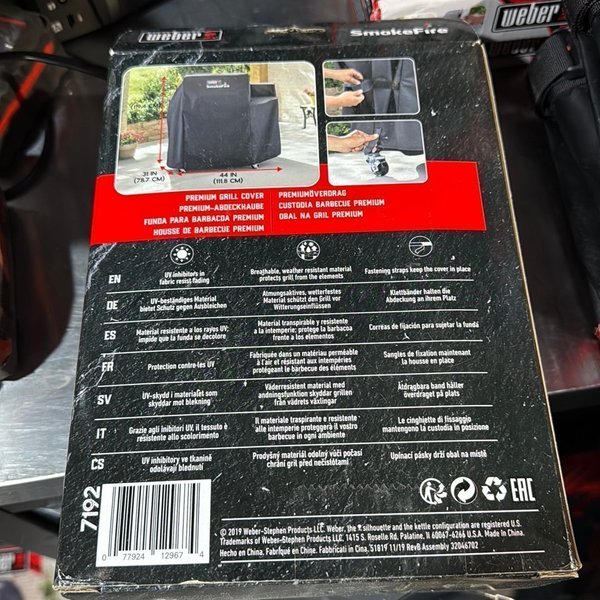 weber
SmokeFire
weber
weber
SmokeFire
31 IN
(78.7 CM)
44 IN
(111.8 CM)
PREMIUM GRILL COVER
PREMIUM-ABDECKHAUBE
FUNDA PARA BARBACOA PREMIUM
HOUSSE DE BARBECUE PREMIUM
PREMIUMÖVERDRAG
CUSTODIA BARBECUE PREMIUM
OBAL NA GRIL PREMIUM
EN
UV inhibitors in
fabric resist fading
Breathable, weather resistant material
protects grill from the elements
Fastening straps keep the cover in place
DE
UV-beständiges Material
bietet Schutz gegen Ausbleichen
Atmungsaktives, wetterfestes
Material schützt den Grill vor
Witterungseinflüssen
Klettbänder halten die
Abdeckung an ihrem Platz
ES
Material resistente a los rayos UV:
impide que la funda se decolore
Material transpirable y resistente
a la intemperie; protege la barbacoa
frente a los elementos
Correas de fijación para sujetar la funda
FR
Protection contre les UV
Fabriquée dans un matériau perméable
à l'air et résistant aux intempéries
protégeant le barbecue des éléments
Sangles de fixation maintenant
la housse en place
SV
UV-skydd i materialet som
skyddar mot blekning
Väderresistent material med
andningsfunktion skyddar grillen
från vädrets växlingar
Åtdragbara band håller
överdraget på plats
IT
Grazie agli inibitori UV, il tessuto è
resistente allo scolorimento
Il materiale traspirante e resistente
alle intemperie proteggerà il vostro
barbecue in ogni ambiente
Le cinghiette di fissaggio
mantengono la custodia in posizione
CS
UV inhibitory ve tkanině
odolávají blednutí
Prodyšný materiál odolný vůči počasí
chrání gril před nečistotami
Upínací pásky drží obal na místě
7192
0 77924 12967 4
EAC
© 2019 Weber-Stephen Products LLC. Weber, the silhouette and the kettle configuration are registered U.S.
Trademarks of Weber-Stephen Products LLC. 1415 S. Roselle Rd. Palatine, Il 60067-6266 U.S.
Hecho en China. Fabriqué en Chine. Fabbricati in Cina. 51819 11/19 RevB Assembly 32046702